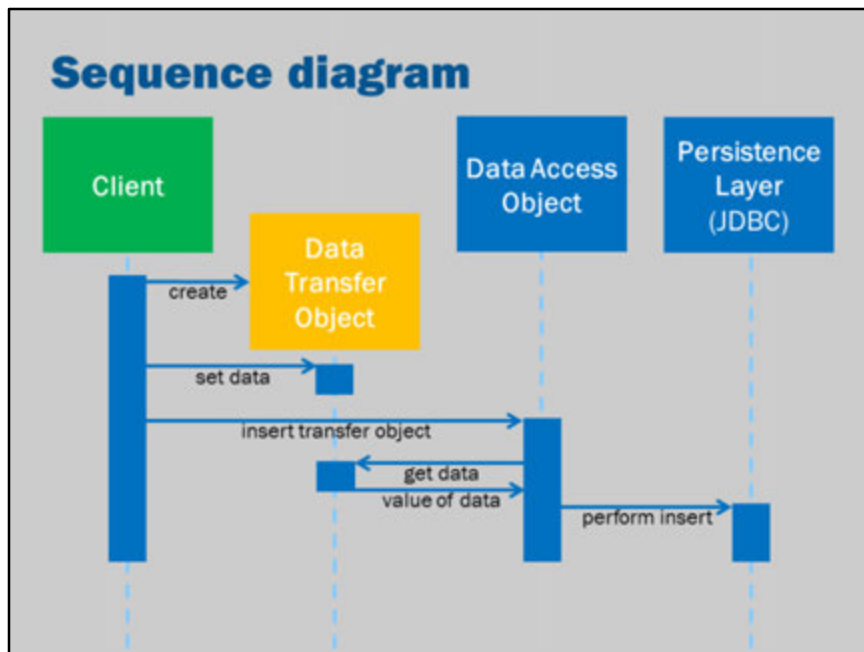 Sequence diagram
Client
Data Access
Object
Persistence
Layer
(JDBC)
Data
Transfer
Object
create
set data
insert transfer object
get data
value of data
perform insert